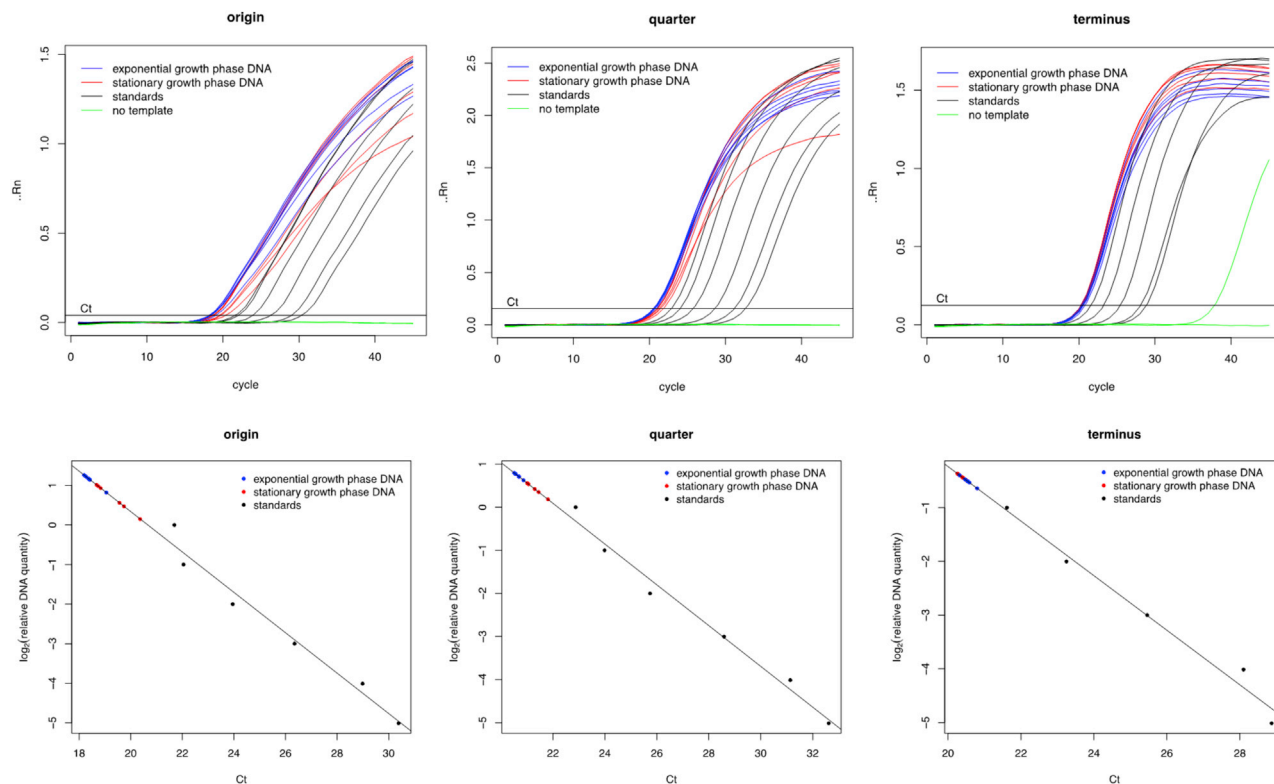 origin
exponential growth phase DNA
stationary growth phase DNA
standards
no template
Ct
..Rn
0.0
0.5
1.0
1.5
0 10 20 30 40
cycle
quarter
exponential growth phase DNA
stationary growth phase DNA
standards
no template
Ct
..Rn
0.0
0.5
1.0
1.5
2.0
2.5
0 10 20 30 40
cycle
terminus
exponential growth phase DNA
stationary growth phase DNA
standards
no template
Ct
..Rn
0.0
0.5
1.0
1.5
0 10 20 30 40
cycle
origin
exponential growth phase DNA
stationary growth phase DNA
standards
log₂(relative DNA quantity)
1
0
−1
−2
−3
−4
−5
18 20 22 24 26 28 30
Ct
quarter
exponential growth phase DNA
stationary growth phase DNA
standards
log₂(relative DNA quantity)
1
0
−1
−2
−3
−4
−5
22 24 26 28 30 32
Ct
terminus
exponential growth phase DNA
stationary growth phase DNA
standards
log₂(relative DNA quantity)
−1
−2
−3
−4
−5
20 22 24 26 28
Ct